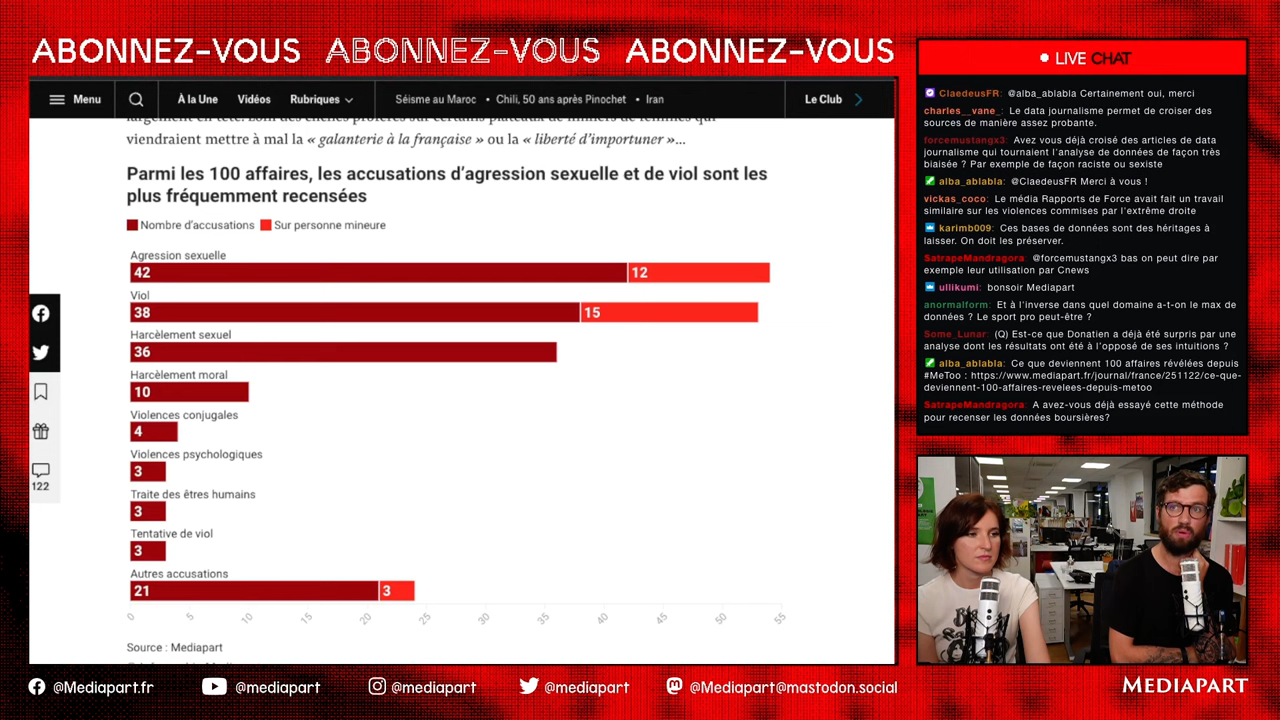 ABONNEZ-VOUS ABONNEZ-VOUS ABONNEZ-VOUS
Menu
À la Une
Vidéos
Rubriques
Séisme au Maroc • Chili, 50 ans après Pinochet • Iran
Le Club
viendraient mettre à mal la « galanterie à la française » ou la « liberté d'importuner »...
Parmi les 100 affaires, les accusations d'agression sexuelle et de viol sont les
plus fréquemment recensées
Nombre d'accusations Sur personne mineure
Agression sexuelle
42 12
Viol
38 15
Harcèlement sexuel
36
Harcèlement moral
10
Violences conjugales
4
Violences psychologiques
3
Traite des êtres humains
3
Tentative de viol
3
Autres accusations
21 3
0 5 10 15 20 25 30 35 40 45 50 55
Source : Mediapart
122
LIVE CHAT
ClaedeusFR: @alba_ablabla Certainement oui, merci
charles__vane_: Le data journalisme permet de croiser des
sources de manière assez probante.
forcemustangx3: Avez vous déjà croisé des articles de data
journalisme qui tournaient l'analyse de données de façon très
biaisée ? Par exemple de façon raciste ou sexiste
alba_ablabla: @ClaedeusFR Merci à vous !
vickas_coco: Le média Rapports de Force avait fait un travail
similaire sur les violences commises par l'extrême droite
karimb009: Ces bases de données sont des héritages à
laisser. On doit les préserver.
SatrapeMandragora: @forcemustangx3 bas on peut dire par
exemple leur utilisation par Cnews
ullikumi: bonsoir Mediapart
anormalform: Et à l'inverse dans quel domaine a-t-on le max de
données ? Le sport pro peut-être ?
Some_Lunar: (Q) Est-ce que Donatien a déjà été surpris par une
analyse dont les résultats ont été à l'opposé de ses intuitions ?
alba_ablabla: Ce que deviennent 100 affaires révélées depuis
#MeToo : https://www.mediapart.fr/journal/france/251122/ce-que-
deviennent-100-affaires-revelees-depuis-metoo
SatrapeMandragora: A avez-vous déjà essayé cette méthode
pour recenser les données boursières?
@Mediapart.fr
@mediapart
@mediapart
@mediapart
@Mediapart@mastodon.social
MEDIAPART